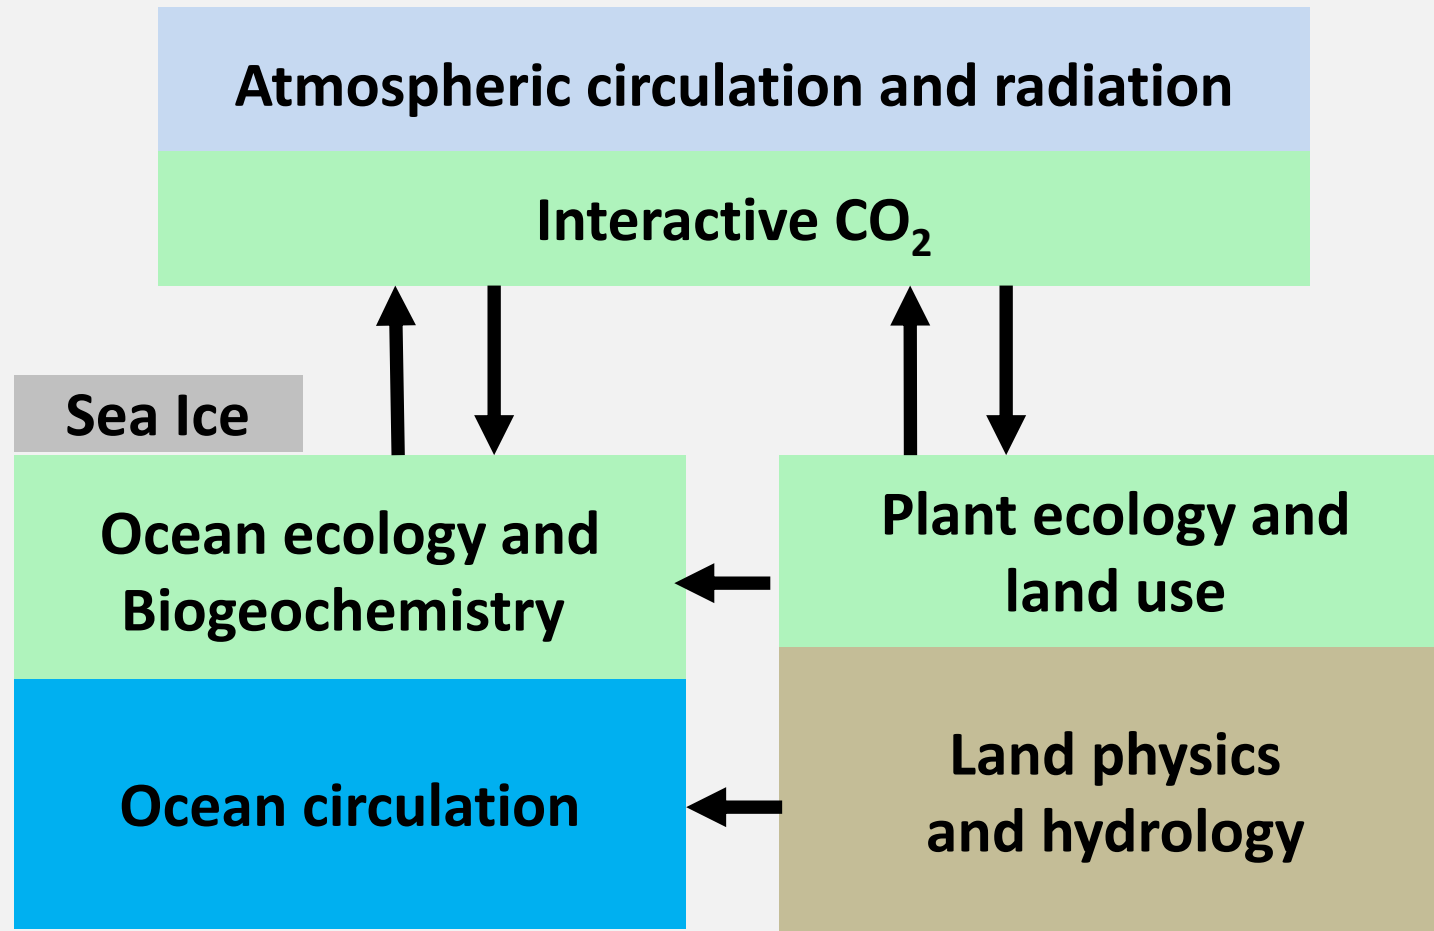 Atmospheric circulation and radiation
Interactive CO₂
Sea Ice
Ocean ecology and
Biogeochemistry
Plant ecology and
land use
Ocean circulation
Land physics
and hydrology